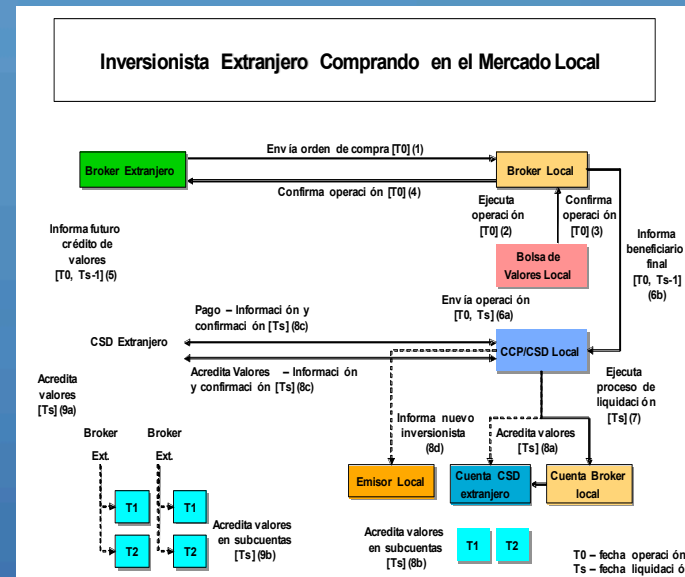 Inversionista Extranjero Comprando en el Mercado Local
Envía orden de compra [T0] (1)
Broker Extranjero
Broker Local
Confirma operación [T0] (4)
Ejecuta
operación
[T0] (2)
Confirma
operación
[T0] (3)
Informa futuro
crédito de
valores
[T0, Ts-1] (5)
Informa
beneficiario
final
[T0, Ts-1]
(6b)
Bolsa de
Valores Local
Envía operación
[T0, Ts] (6a)
Pago – Información y
confirmación [Ts] (8c)
CSD Extranjero
CCP/CSD Local
Acredita Valores – Información
y confirmación [Ts] (8c)
Acredita
valores
[Ts] (9a)
Ejecuta
proceso de
liquidación
[Ts] (7)
Informa nuevo
inversionista
(8d)
Acredita valores
[Ts] (8a)
Broker
Ext.
Broker
Ext.
Emisor Local
Cuenta CSD
extranjero
Cuenta Broker
local
T1
T1
T2
T2
Acredita valores
en subcuentas
[Ts] (9b)
Acredita valores
en subcuentas
[Ts] (8b)
T1
T2
T0 – fecha operación
Ts – fecha liquidació